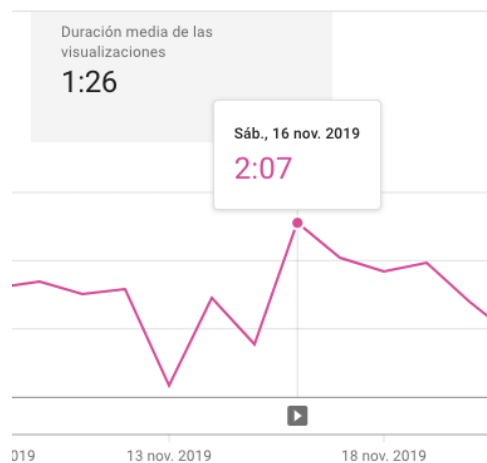 Duración media de las
visualizaciones
1:26
Sáb., 16 nov. 2019
2:07
019
13 nov. 2019
18 nov. 2019